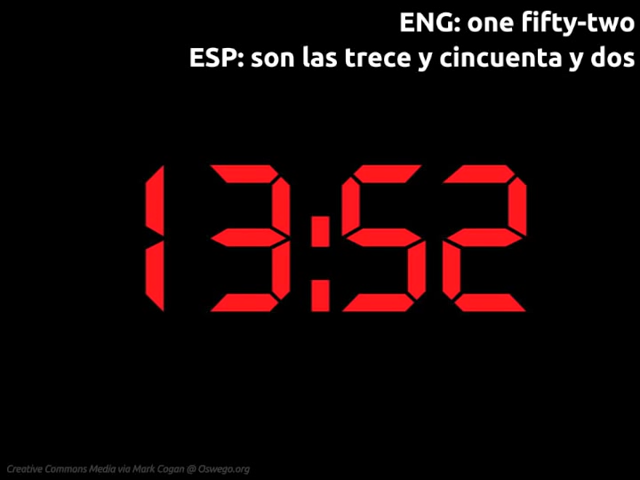 ENG: one fifty-two
ESP: son las trece y cincuenta y dos
13:52
Creative Commons Media via Mark Cogan @ Oswego.org